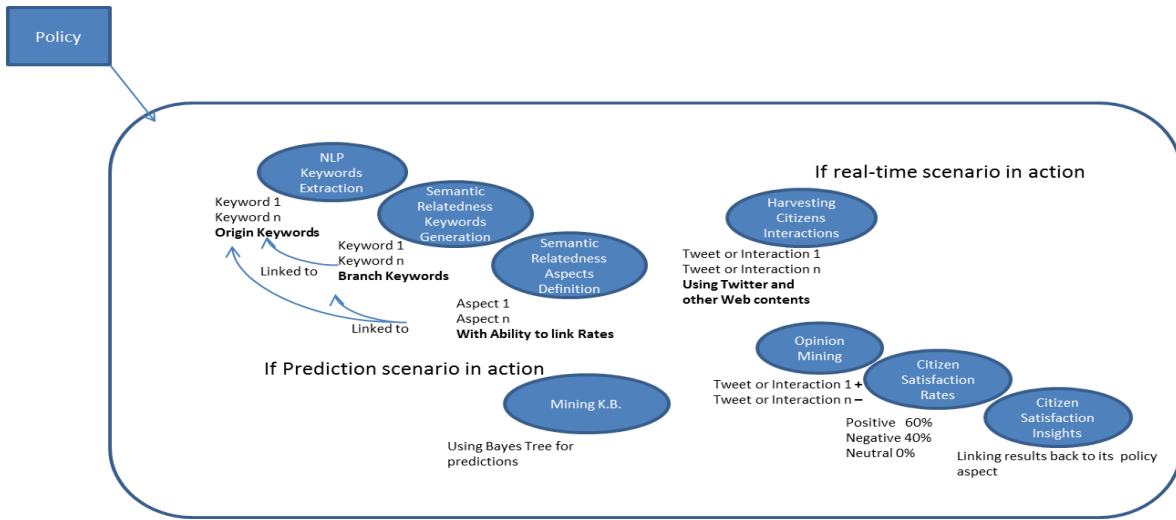 Policy
NLP
Keywords
Extraction
Keyword 1
Keyword n
Origin Keywords
Semantic
Relatedness
Keywords
Generation
Keyword 1
Keyword n
Branch Keywords
Linked to
Semantic
Relatedness
Aspects
Definition
Aspect 1
Aspect n
With Ability to link Rates
Linked to
If Prediction scenario in action
Mining K.B.
Using Bayes Tree for
predictions
If real-time scenario in action
Harvesting
Citizens
Interactions
Tweet or Interaction 1
Tweet or Interaction n
Using Twitter and
other Web contents
Opinion
Mining
Tweet or Interaction 1 +
Tweet or Interaction n –
Citizen
Satisfaction
Rates
Positive 60%
Negative 40%
Neutral 0%
Citizen
Satisfaction
Insights
Linking results back to its policy
aspect